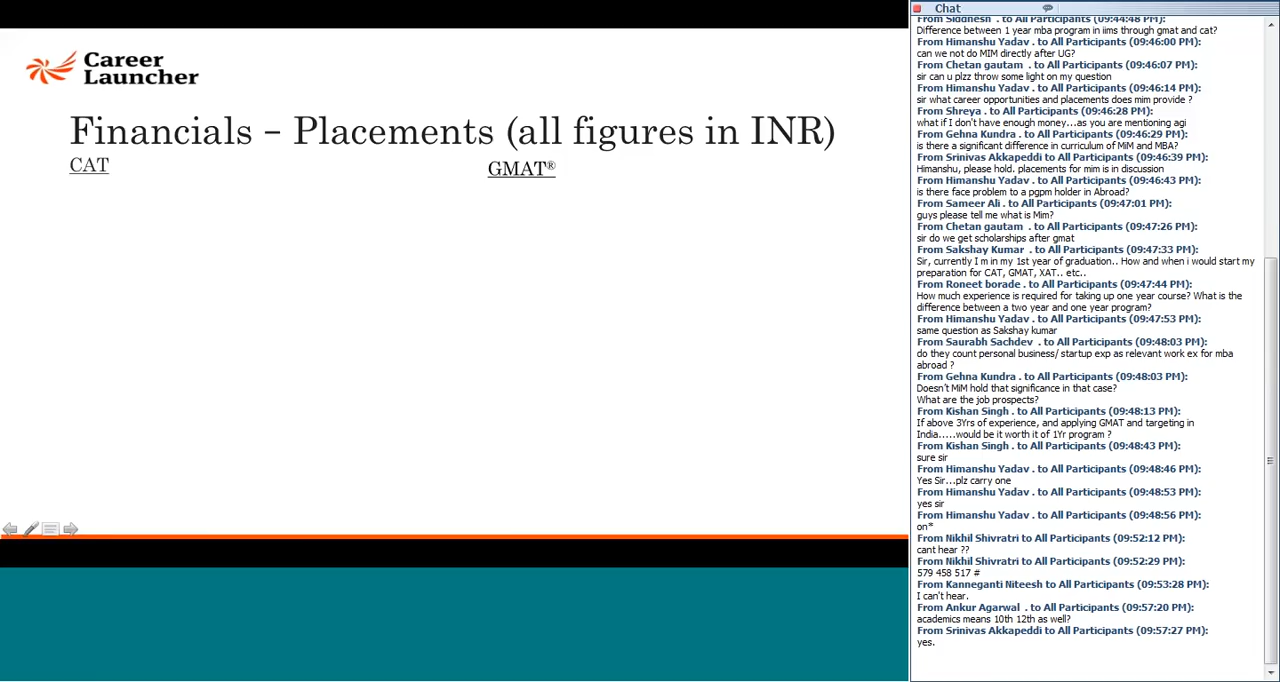 Career
Launcher
Financials – Placements (all figures in INR)
CAT
GMAT®
Chat
From Siddhesh . to All Participants (09:44:48 PM):
Difference between 1 year mba program in iims through gmat and cat?
From Himanshu Yadav . to All Participants (09:46:00 PM):
can we not do MIM directly after UG?
From Chetan gautam . to All Participants (09:46:07 PM):
sir can u plzz throw some light on my question
From Himanshu Yadav . to All Participants (09:46:14 PM):
sir what career opportunities and placements does mim provide ?
From Shreya . to All Participants (09:46:28 PM):
what if I don't have enough money...as you are mentioning agi
From Gehna Kundra . to All Participants (09:46:29 PM):
is there a significant difference in curriculum of MiM and MBA?
From Srinivas Akkapeddi to All Participants (09:46:39 PM):
Himanshu, please hold. placements for mim is in discussion
From Himanshu Yadav . to All Participants (09:46:43 PM):
is there face problem to a pgpm holder in Abroad?
From Sameer Ali . to All Participants (09:47:01 PM):
guys please tell me what is Mim?
From Chetan gautam . to All Participants (09:47:26 PM):
sir do we get scholarships after gmat
From Sakshay Kumar . to All Participants (09:47:33 PM):
Sir, currently I m in my 1st year of graduation.. How and when i would start my
preparation for CAT, GMAT, XAT.. etc..
From Roneet borade . to All Participants (09:47:44 PM):
How much experience is required for taking up one year course? What is the
difference between a two year and one year program?
From Himanshu Yadav . to All Participants (09:47:53 PM):
same question as Sakshay kumar
From Saurabh Sachdev . to All Participants (09:48:03 PM):
do they count personal business/ startup exp as relevant work ex for mba
abroad ?
From Gehna Kundra . to All Participants (09:48:03 PM):
Doesn't MiM hold that significance in that case?
What are the job prospects?
From Kishan Singh . to All Participants (09:48:13 PM):
If above 3Yrs of experience, and applying GMAT and targeting in
India.....would be it worth it of 1Yr program ?
From Kishan Singh . to All Participants (09:48:43 PM):
sure sir
From Himanshu Yadav . to All Participants (09:48:46 PM):
Yes Sir...plz carry one
From Himanshu Yadav . to All Participants (09:48:53 PM):
yes sir
From Himanshu Yadav . to All Participants (09:48:56 PM):
on*
From Nikhil Shivratri to All Participants (09:52:12 PM):
cant hear ??
From Nikhil Shivratri to All Participants (09:52:29 PM):
579 458 517 #
From Kanneganti Niteesh to All Participants (09:53:28 PM):
I can't hear.
From Ankur Agarwal . to All Participants (09:57:20 PM):
academics means 10th 12th as well?
From Srinivas Akkapeddi to All Participants (09:57:27 PM):
yes.